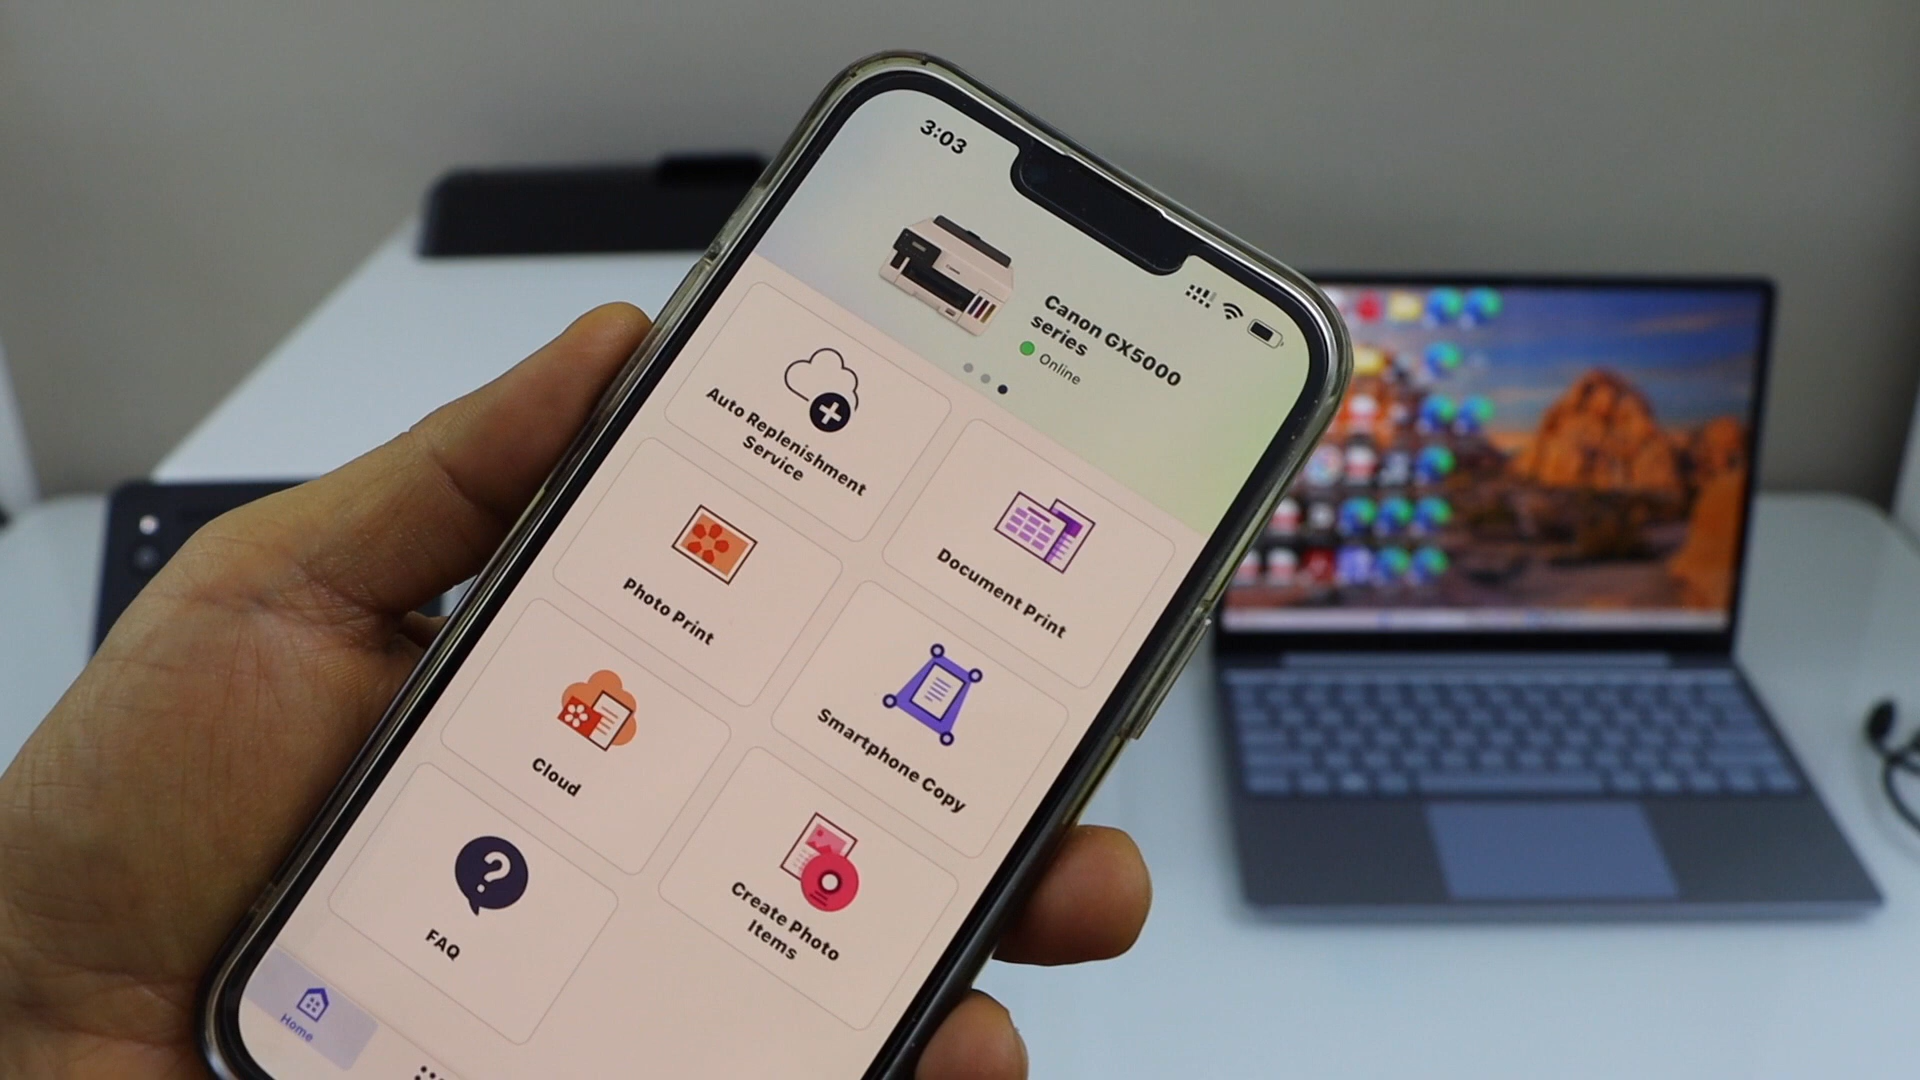 3:03
Canon GX5000
series
Online
Auto Replenishment
Service
Document Print
Photo Print
Smartphone Copy
Cloud
Create Photo
Items
FAQ
Home